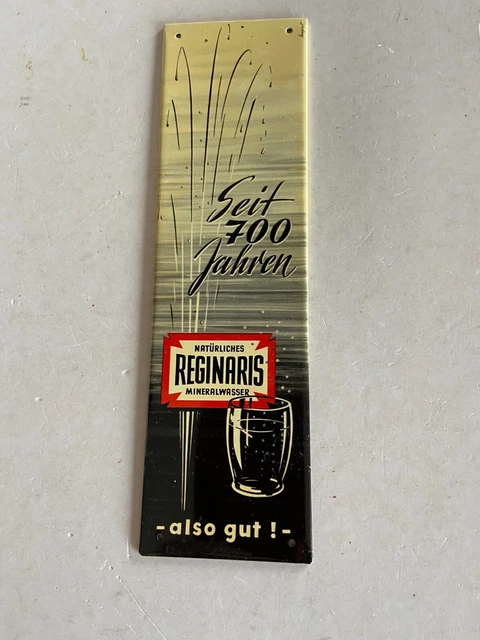 Seit
700
Jahren
NATÜRLICHES
REGINARIS
MINERALWASSER
-also gut!-